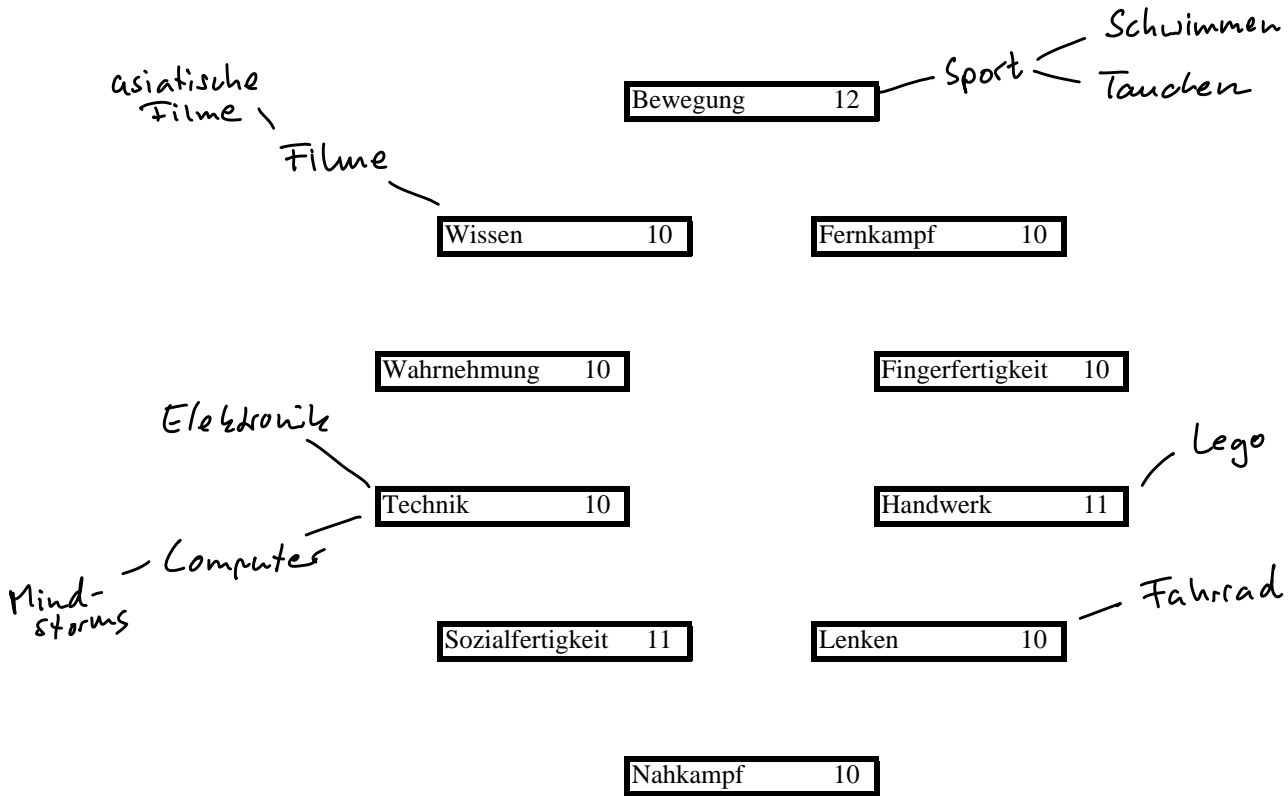 Schwimmen
Sport
Tauchen
asiatische
Filme
Filme
Bewegung 12
Wissen 10
Fernkampf 10
Wahrnehmung 10
Fingerfertigkeit 10
Elektronik
Lego
Technik 10
Handwerk 11
Computer
Mind-
storms
Fahrrad
Sozialfertigkeit 11
Lenken 10
Nahkampf 10